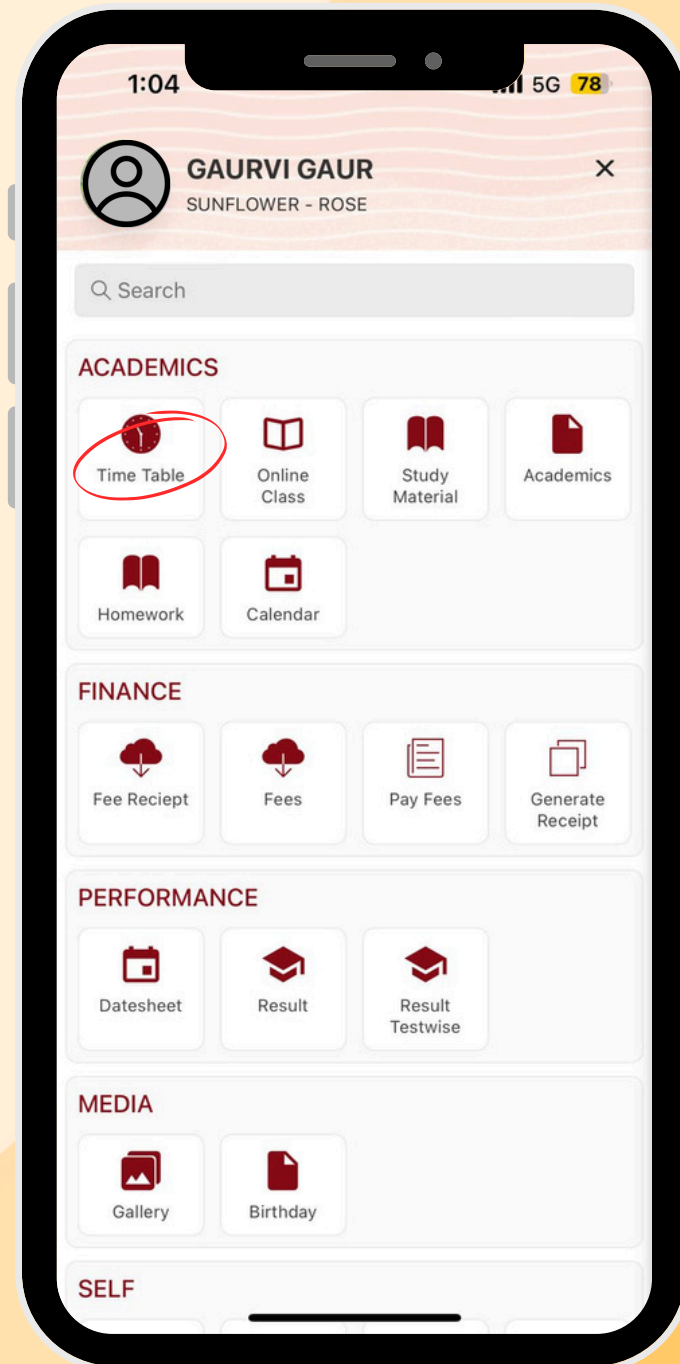 1:04
5G 78
GAURVI GAUR
SUNFLOWER - ROSE
Search
ACADEMICS
Time Table
Online
Class
Study
Material
Academics
Homework
Calendar
FINANCE
Fee Reciept
Fees
Pay Fees
Generate
Receipt
PERFORMANCE
Datesheet
Result
Result
Testwise
MEDIA
Gallery
Birthday
SELF